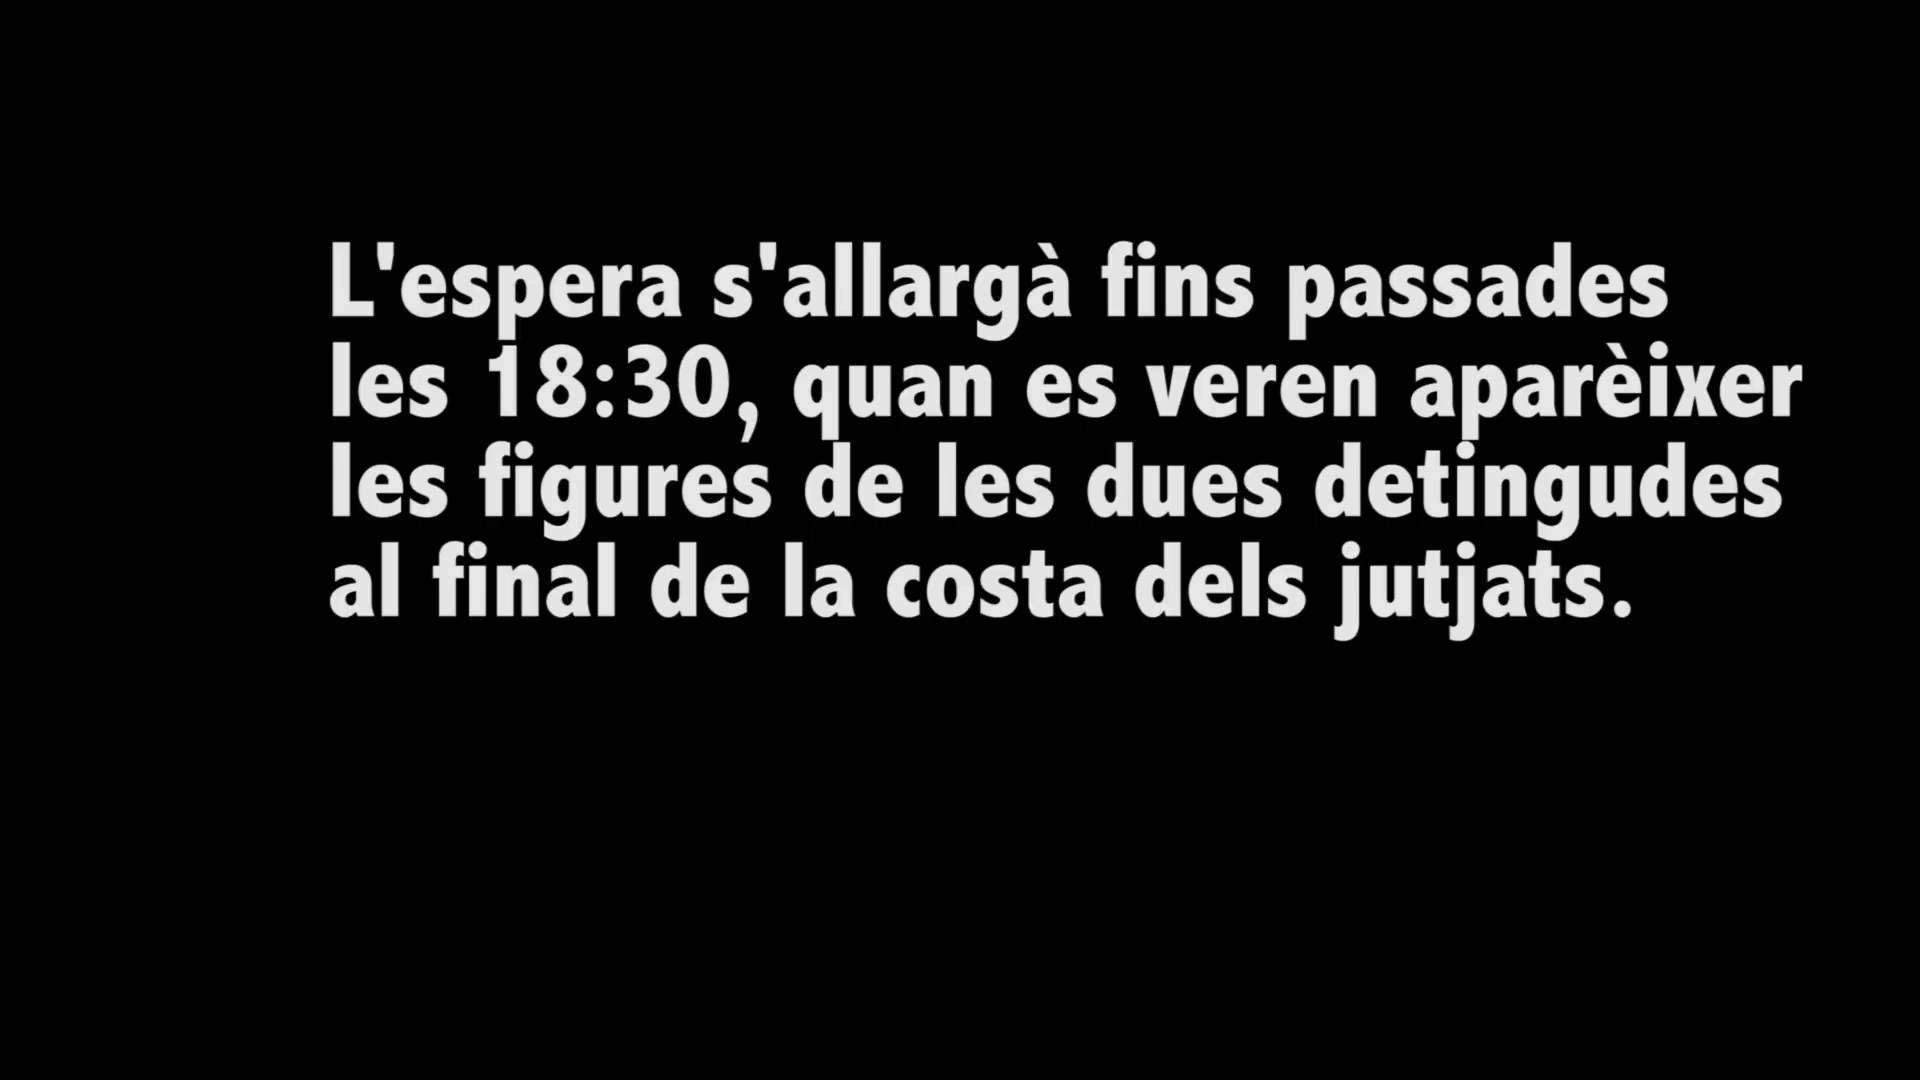 L'espera s'allargà fins passades
les 18:30, quan es veren aparèixer
les figures de les dues detingudes
al final de la costa dels jutjats.